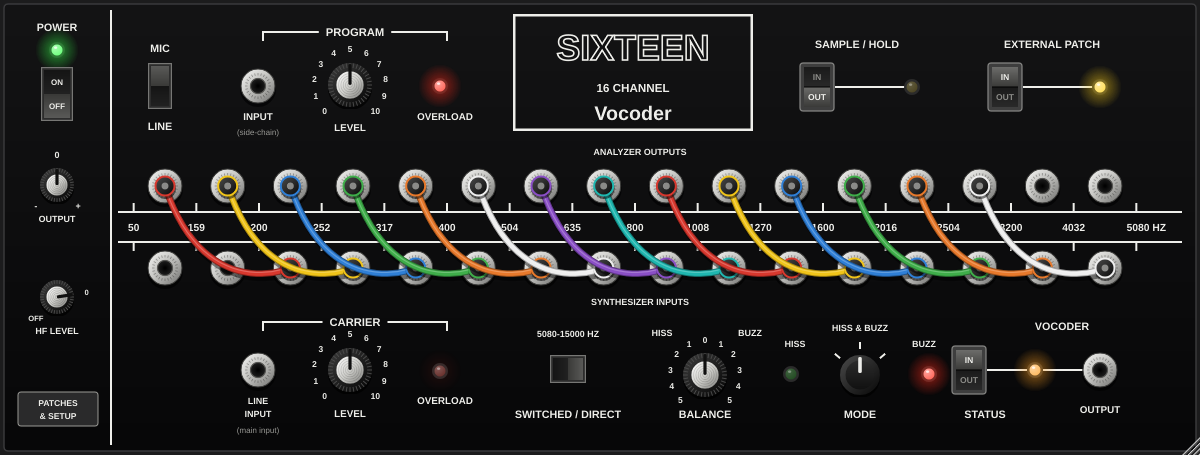 POWER
ON
OFF
0
- +
OUTPUT
0
OFF
HF LEVEL
PATCHES
& SETUP
MIC
LINE
PROGRAM
INPUT
(side-chain)
0 1 2 3 4 5 6 7 8 9 10
LEVEL
OVERLOAD
SIXTEEN
16 CHANNEL
Vocoder
SAMPLE / HOLD
IN
OUT
EXTERNAL PATCH
IN
OUT
ANALYZER OUTPUTS
50 159 200 252 317 400 504 635 800 1008 1270 1600 2016 2504 3200 4032 5080 HZ
SYNTHESIZER INPUTS
CARRIER
LINE
INPUT
(main input)
0 1 2 3 4 5 6 7 8 9 10
LEVEL
OVERLOAD
5080-15000 HZ
SWITCHED / DIRECT
HISS BUZZ
5 4 3 2 1 0 1 2 3 4 5
BALANCE
HISS
HISS & BUZZ
BUZZ
MODE
VOCODER
IN
OUT
STATUS
OUTPUT